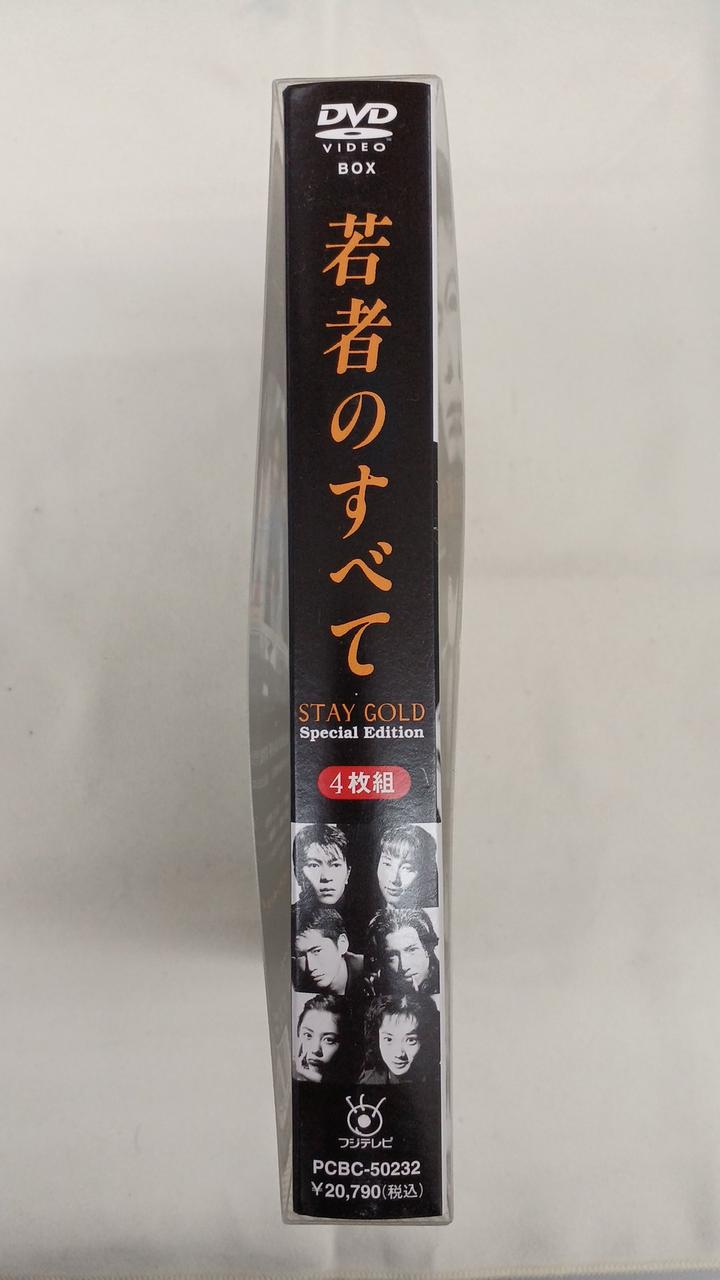 DVD
VIDEO™
BOX
若者のすべて
STAY GOLD
Special Edition
4枚組
フジテレビ
PCBC-50232
¥20,790(税込)